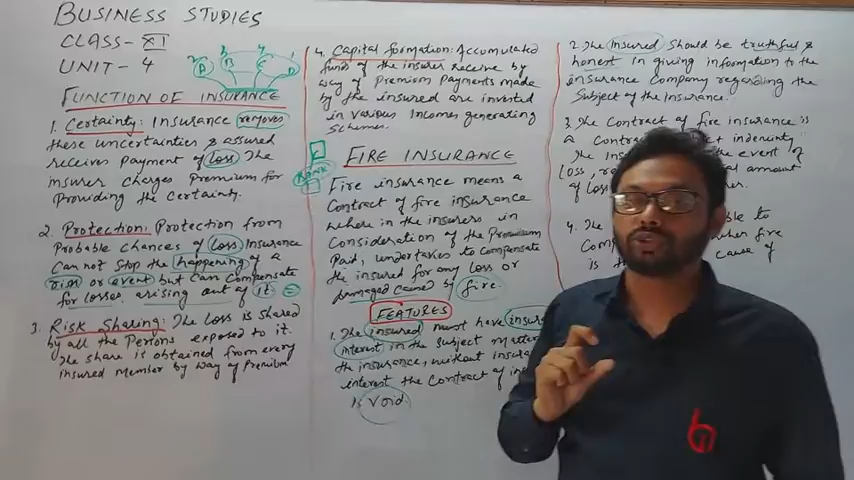 BUSINESS STUDIES
CLASS-XI
UNIT-4
FUNCTION OF INSURANCE
1. Certainty: Insurance removes
these uncertainties & assured
receives payment of loss. The
insurer charges Premium for
Providing the certainty.
2. Protection: Protection from
Probable chances of loss. Insurance
Can not stop the happening of a
risk or event but can compensate
for losses arising out of it.
3. Risk Sharing: The loss is shared
by all the Persons exposed to it.
The share is obtained from every
insured member by way of Premium
A B C D
4. Capital formation: Accumulated
funds of the insurer receive by
way of Premium Payments made
by the insured are invested
in various incomes generating
Schemes.
BANK
FIRE INSURANCE
Fire insurance means a
Contract of fire insurance
where in the insurers in
Consideration of the Premium
Paid, undertakes to compensate
the insured for any loss or
damaged caused by fire.
FEATURES
1. The insured must have
interest in the subject
the insurance, without
interest the Contract of
is void.
2. The insured should be truthful &
honest in giving information to the
insurance company regarding the
Subject of the Insurance.
3. The Contract of fire insurance is
a
The the event of
loss, amount
of
4. The to
fire
is cause of